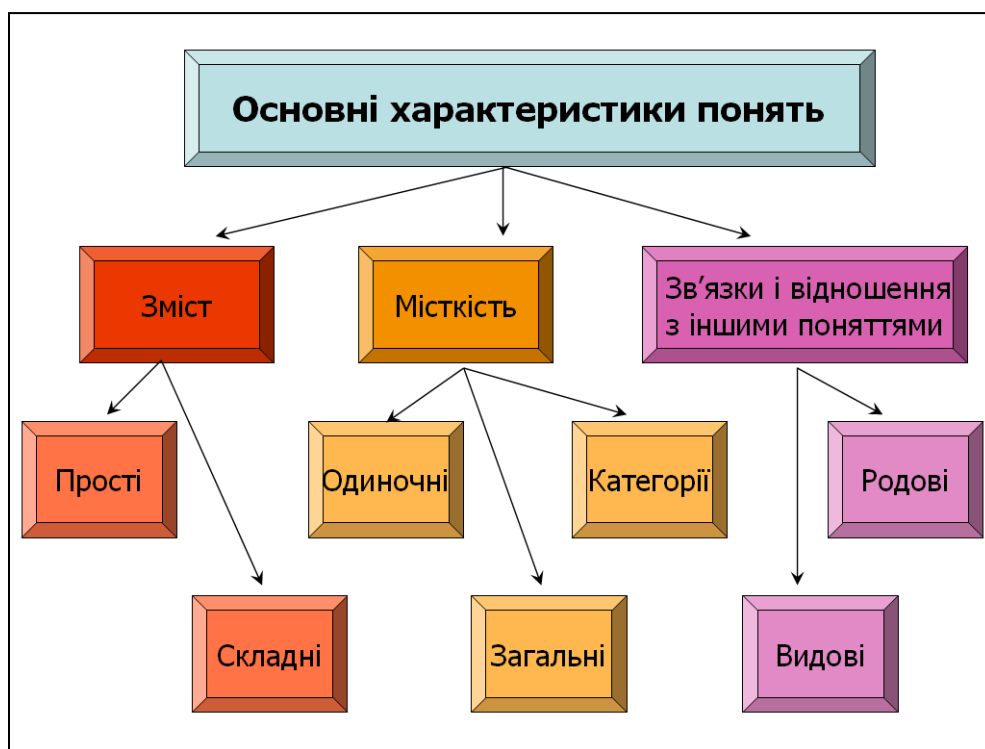 Основні характеристики понять
Зміст
Місткість
Зв’язки і відношення
з іншими поняттями
Прості
Одиночні
Категорії
Родові
Складні
Загальні
Видові